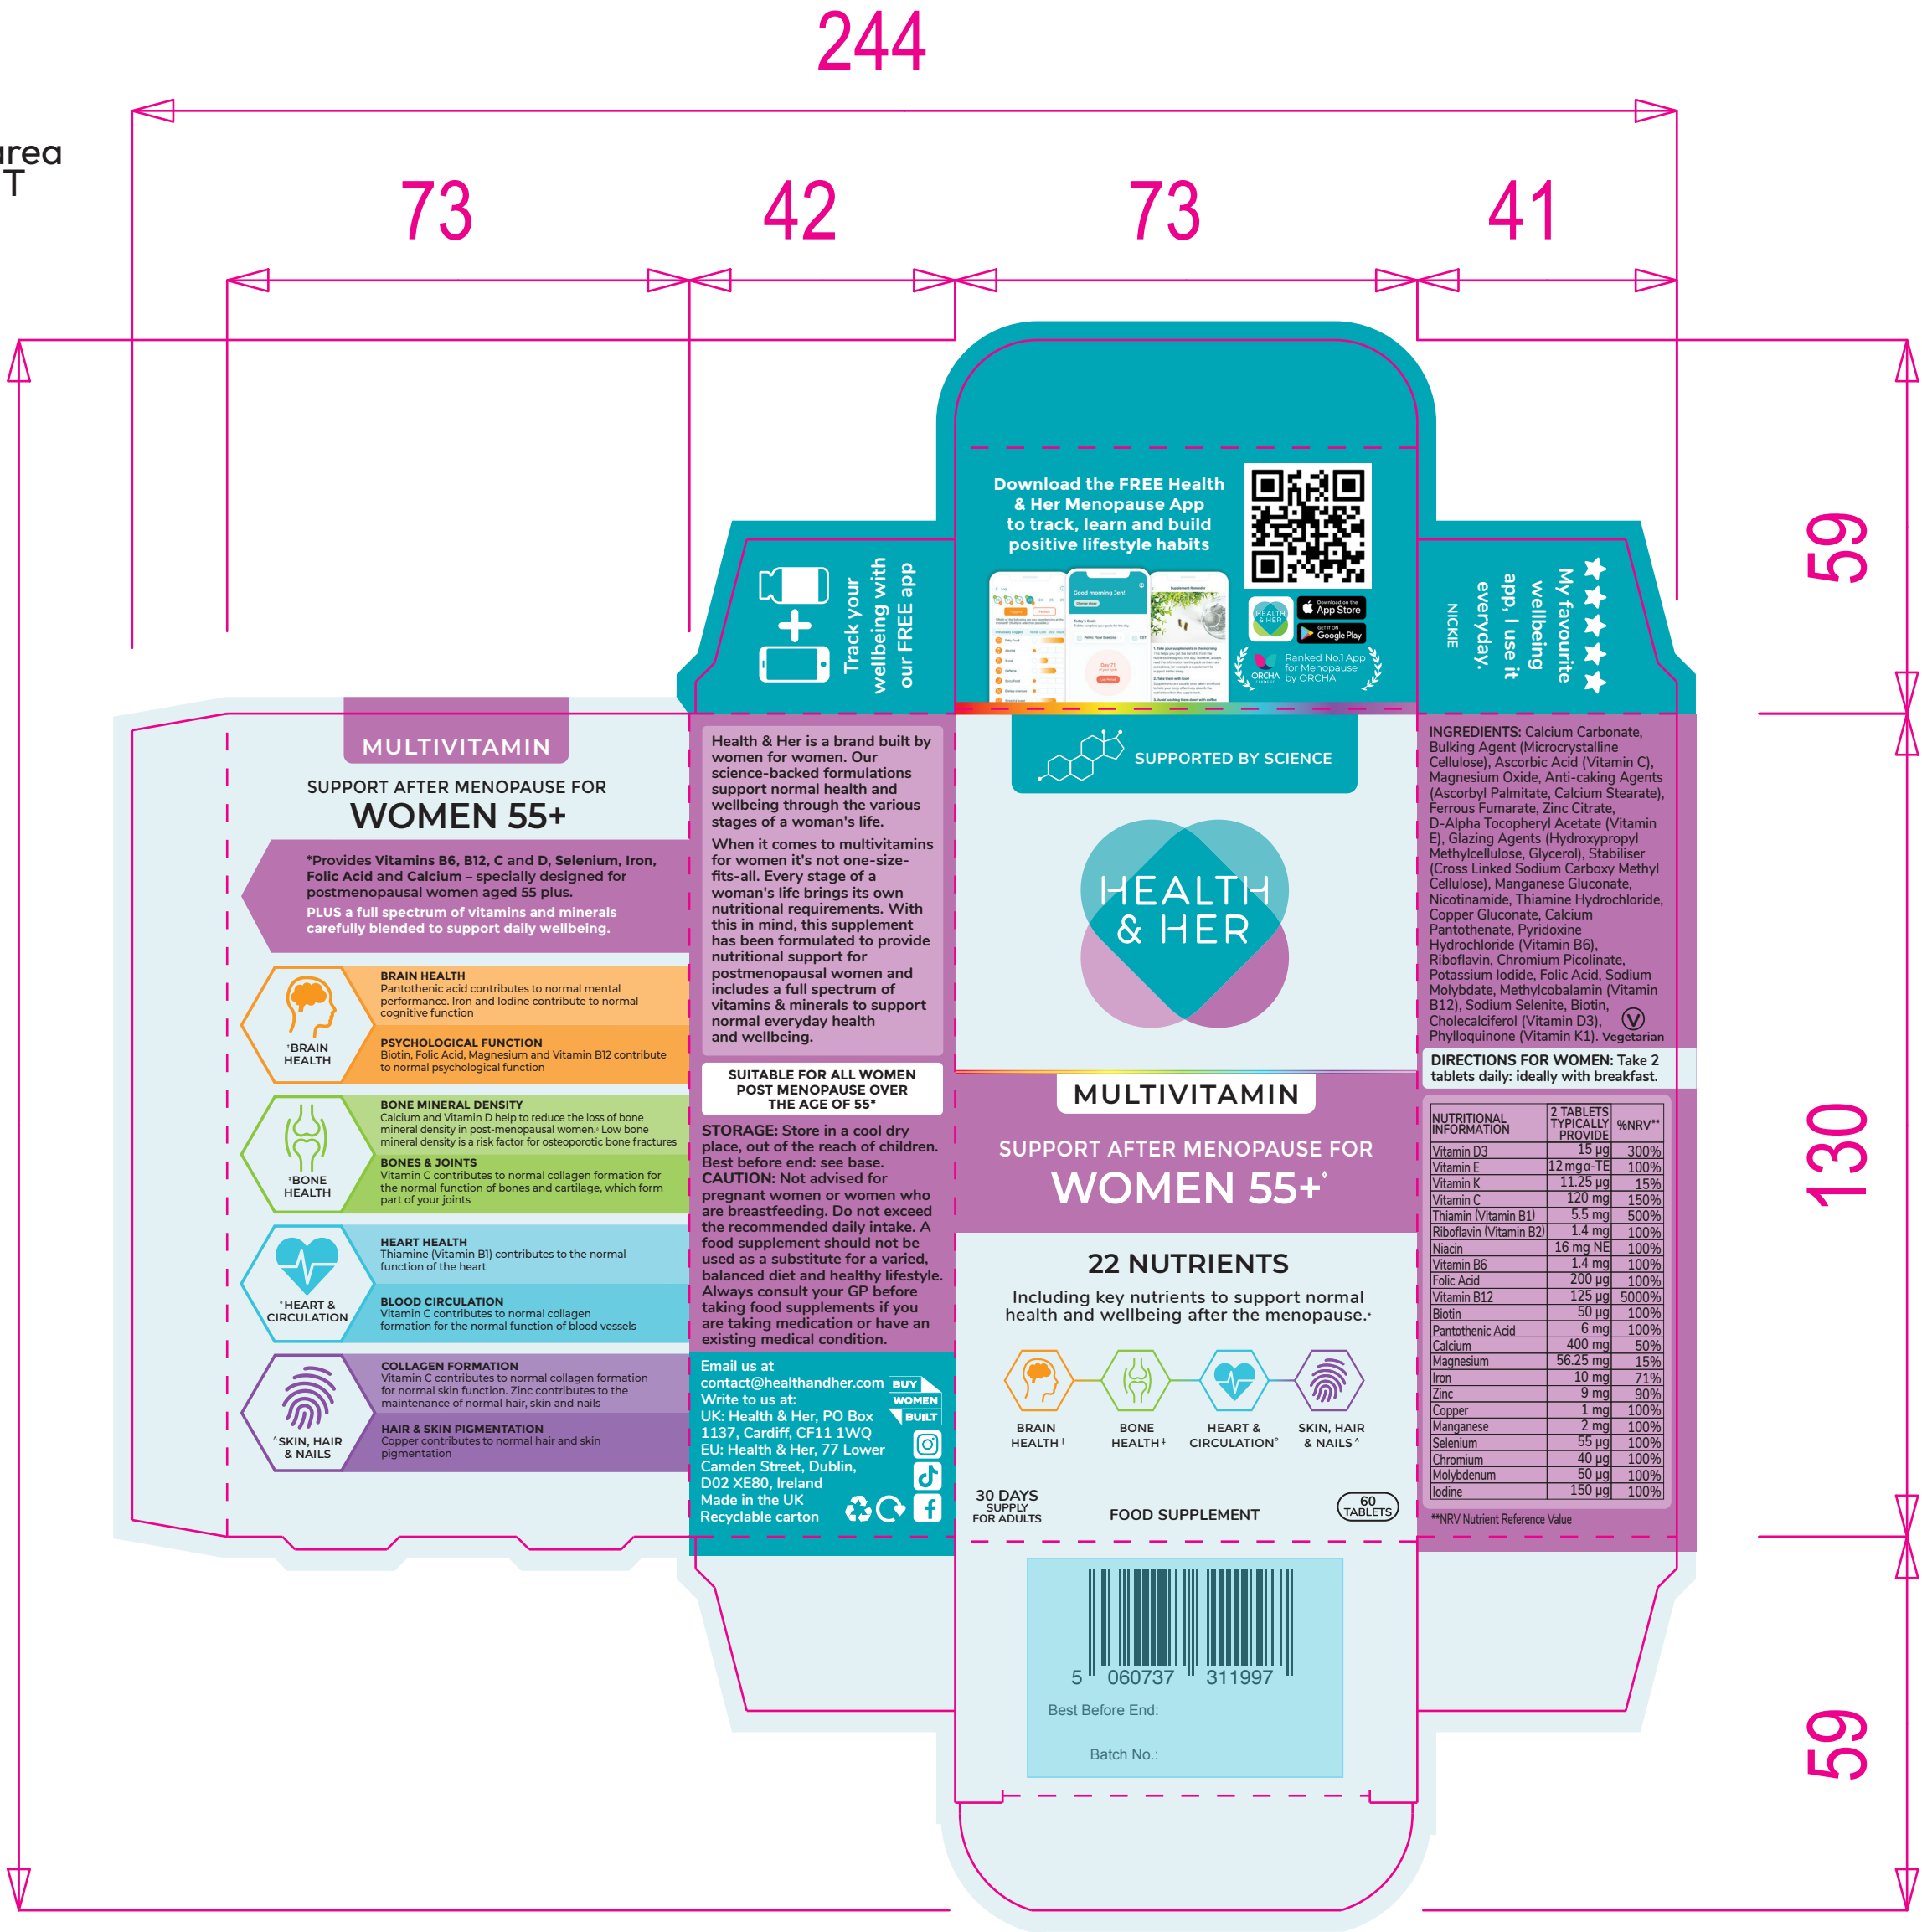 244
area
T
73
42
73
41
59
130
59
Download the FREE Health
& Her Menopause App
to track, learn and build
positive lifestyle habits
Good morning Jen!
Day 71
HEALTH
& HER
Download on the
App Store
GET IT ON
Google Play
ORCHA
Ranked No.1 App
for Menopause
by ORCHA
Track your
wellbeing with
our FREE app
My favourite
wellbeing
app, I use it
everyday.
NICKIE
MULTIVITAMIN
SUPPORT AFTER MENOPAUSE FOR
WOMEN 55+
*Provides Vitamins B6, B12, C and D, Selenium, Iron,
Folic Acid and Calcium – specially designed for
postmenopausal women aged 55 plus.
PLUS a full spectrum of vitamins and minerals
carefully blended to support daily wellbeing.
†BRAIN
HEALTH
BRAIN HEALTH
Pantothenic acid contributes to normal mental
performance. Iron and Iodine contribute to normal
cognitive function
PSYCHOLOGICAL FUNCTION
Biotin, Folic Acid, Magnesium and Vitamin B12 contribute
to normal psychological function
‡BONE
HEALTH
BONE MINERAL DENSITY
Calcium and Vitamin D help to reduce the loss of bone
mineral density in post-menopausal women.◊ Low bone
mineral density is a risk factor for osteoporotic bone fractures
BONES & JOINTS
Vitamin C contributes to normal collagen formation for
the normal function of bones and cartilage, which form
part of your joints
°HEART &
CIRCULATION
HEART HEALTH
Thiamine (Vitamin B1) contributes to the normal
function of the heart
BLOOD CIRCULATION
Vitamin C contributes to normal collagen
formation for the normal function of blood vessels
^SKIN, HAIR
& NAILS
COLLAGEN FORMATION
Vitamin C contributes to normal collagen formation
for normal skin function. Zinc contributes to the
maintenance of normal hair, skin and nails
HAIR & SKIN PIGMENTATION
Copper contributes to normal hair and skin
pigmentation
Health & Her is a brand built by
women for women. Our
science-backed formulations
support normal health and
wellbeing through the various
stages of a woman's life.
When it comes to multivitamins
for women it's not one-size-
fits-all. Every stage of a
woman's life brings its own
nutritional requirements. With
this in mind, this supplement
has been formulated to provide
nutritional support for
postmenopausal women and
includes a full spectrum of
vitamins & minerals to support
normal everyday health
and wellbeing.
SUITABLE FOR ALL WOMEN
POST MENOPAUSE OVER
THE AGE OF 55*
STORAGE: Store in a cool dry
place, out of the reach of children.
Best before end: see base.
CAUTION: Not advised for
pregnant women or women who
are breastfeeding. Do not exceed
the recommended daily intake. A
food supplement should not be
used as a substitute for a varied,
balanced diet and healthy lifestyle.
Always consult your GP before
taking food supplements if you
are taking medication or have an
existing medical condition.
Email us at
contact@healthandher.com
Write to us at:
UK: Health & Her, PO Box
1137, Cardiff, CF11 1WQ
EU: Health & Her, 77 Lower
Camden Street, Dublin,
D02 XE80, Ireland
Made in the UK
Recyclable carton
BUY
WOMEN
BUILT
SUPPORTED BY SCIENCE
HEALTH
& HER
MULTIVITAMIN
SUPPORT AFTER MENOPAUSE FOR
WOMEN 55+◊
22 NUTRIENTS
Including key nutrients to support normal
health and wellbeing after the menopause.*
BRAIN
HEALTH†
BONE
HEALTH‡
HEART &
CIRCULATION°
SKIN, HAIR
& NAILS^
30 DAYS
SUPPLY
FOR ADULTS
FOOD SUPPLEMENT
60
TABLETS
INGREDIENTS: Calcium Carbonate,
Bulking Agent (Microcrystalline
Cellulose), Ascorbic Acid (Vitamin C),
Magnesium Oxide, Anti-caking Agents
(Ascorbyl Palmitate, Calcium Stearate),
Ferrous Fumarate, Zinc Citrate,
D-Alpha Tocopheryl Acetate (Vitamin
E), Glazing Agents (Hydroxypropyl
Methylcellulose, Glycerol), Stabiliser
(Cross Linked Sodium Carboxy Methyl
Cellulose), Manganese Gluconate,
Nicotinamide, Thiamine Hydrochloride,
Copper Gluconate, Calcium
Pantothenate, Pyridoxine
Hydrochloride (Vitamin B6),
Riboflavin, Chromium Picolinate,
Potassium Iodide, Folic Acid, Sodium
Molybdate, Methylcobalamin (Vitamin
B12), Sodium Selenite, Biotin,
Cholecalciferol (Vitamin D3),
Phylloquinone (Vitamin K1).
V
Vegetarian
DIRECTIONS FOR WOMEN: Take 2
tablets daily: ideally with breakfast.
NUTRITIONAL INFORMATION 2 TABLETS TYPICALLY PROVIDE %NRV**
Vitamin D3 15 µg 300%
Vitamin E 12 mg α-TE 100%
Vitamin K 11.25 µg 15%
Vitamin C 120 mg 150%
Thiamin (Vitamin B1) 5.5 mg 500%
Riboflavin (Vitamin B2) 1.4 mg 100%
Niacin 16 mg NE 100%
Vitamin B6 1.4 mg 100%
Folic Acid 200 µg 100%
Vitamin B12 125 µg 5000%
Biotin 50 µg 100%
Pantothenic Acid 6 mg 100%
Calcium 400 mg 50%
Magnesium 56.25 mg 15%
Iron 10 mg 71%
Zinc 9 mg 90%
Copper 1 mg 100%
Manganese 2 mg 100%
Selenium 55 µg 100%
Chromium 40 µg 100%
Molybdenum 50 µg 100%
Iodine 150 µg 100%
**NRV Nutrient Reference Value
5 060737 311997
Best Before End:
Batch No.: